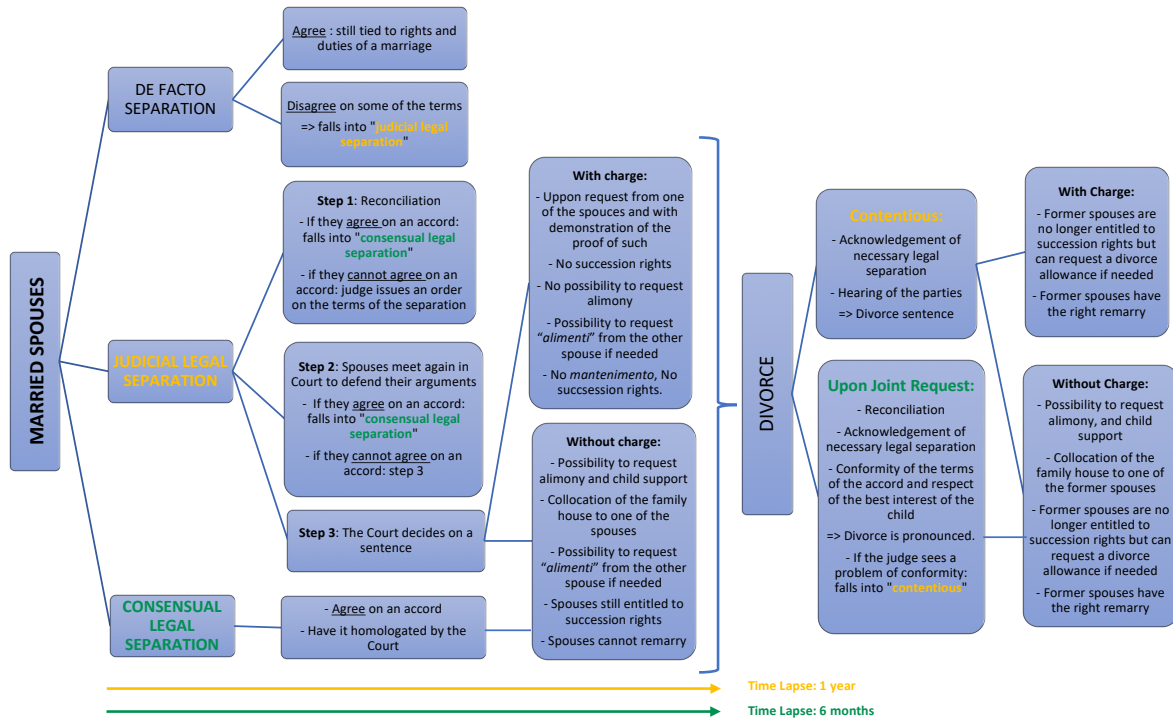 MARRIED SPOUSES
DE FACTO
SEPARATION
Agree : still tied to rights and
duties of a marriage
Disagree on some of the terms
=> falls into "judicial legal
separation"
JUDICIAL LEGAL
SEPARATION
Step 1: Reconciliation
- If they agree on an accord:
falls into "consensual legal
separation"
- if they cannot agree on an
accord: judge issues an order
on the terms of the separation
Step 2: Spouses meet again in
Court to defend their arguments
- If they agree on an accord:
falls into "consensual legal
separation"
- if they cannot agree on an
accord: step 3
Step 3: The Court decides on a
sentence
CONSENSUAL
LEGAL
SEPARATION
- Agree on an accord
- Have it homologated by the
Court
With charge:
- Uppon request from one
of the spouces and with
demonstration of the
proof of such
- No succession rights
- No possibility to request
alimony
- Possibility to request
“alimenti” from the other
spouse if needed
- No mantenimento, No
succsession rights.
Without charge:
- Possibility to request
alimony and child support
- Collocation of the family
house to one of the
spouses
- Possibility to request
“alimenti” from the other
spouse if needed
- Spouses still entitled to
succession rights
- Spouses cannot remarry
DIVORCE
Contentious:
- Acknowledgement of
necessary legal
separation
- Hearing of the parties
=> Divorce sentence
Upon Joint Request:
- Reconciliation
- Acknowledgement of
necessary legal separation
- Conformity of the terms
of the accord and respect
of the best interest of the
child
=> Divorce is pronounced.
- If the judge sees a
problem of conformity:
falls into "contentious"
With Charge:
- Former spouses are
no longer entitled to
succession rights but
can request a divorce
allowance if needed
- Former spouses have
the right remarry
Without Charge:
- Possibility to request
alimony, and child
support
- Collocation of the
family house to one of
the former spouses
- Former spouses are no
longer entitled to
succession rights but can
request a divorce
allowance if needed
- Former spouses have
the right remarry
Time Lapse: 1 year
Time Lapse: 6 months